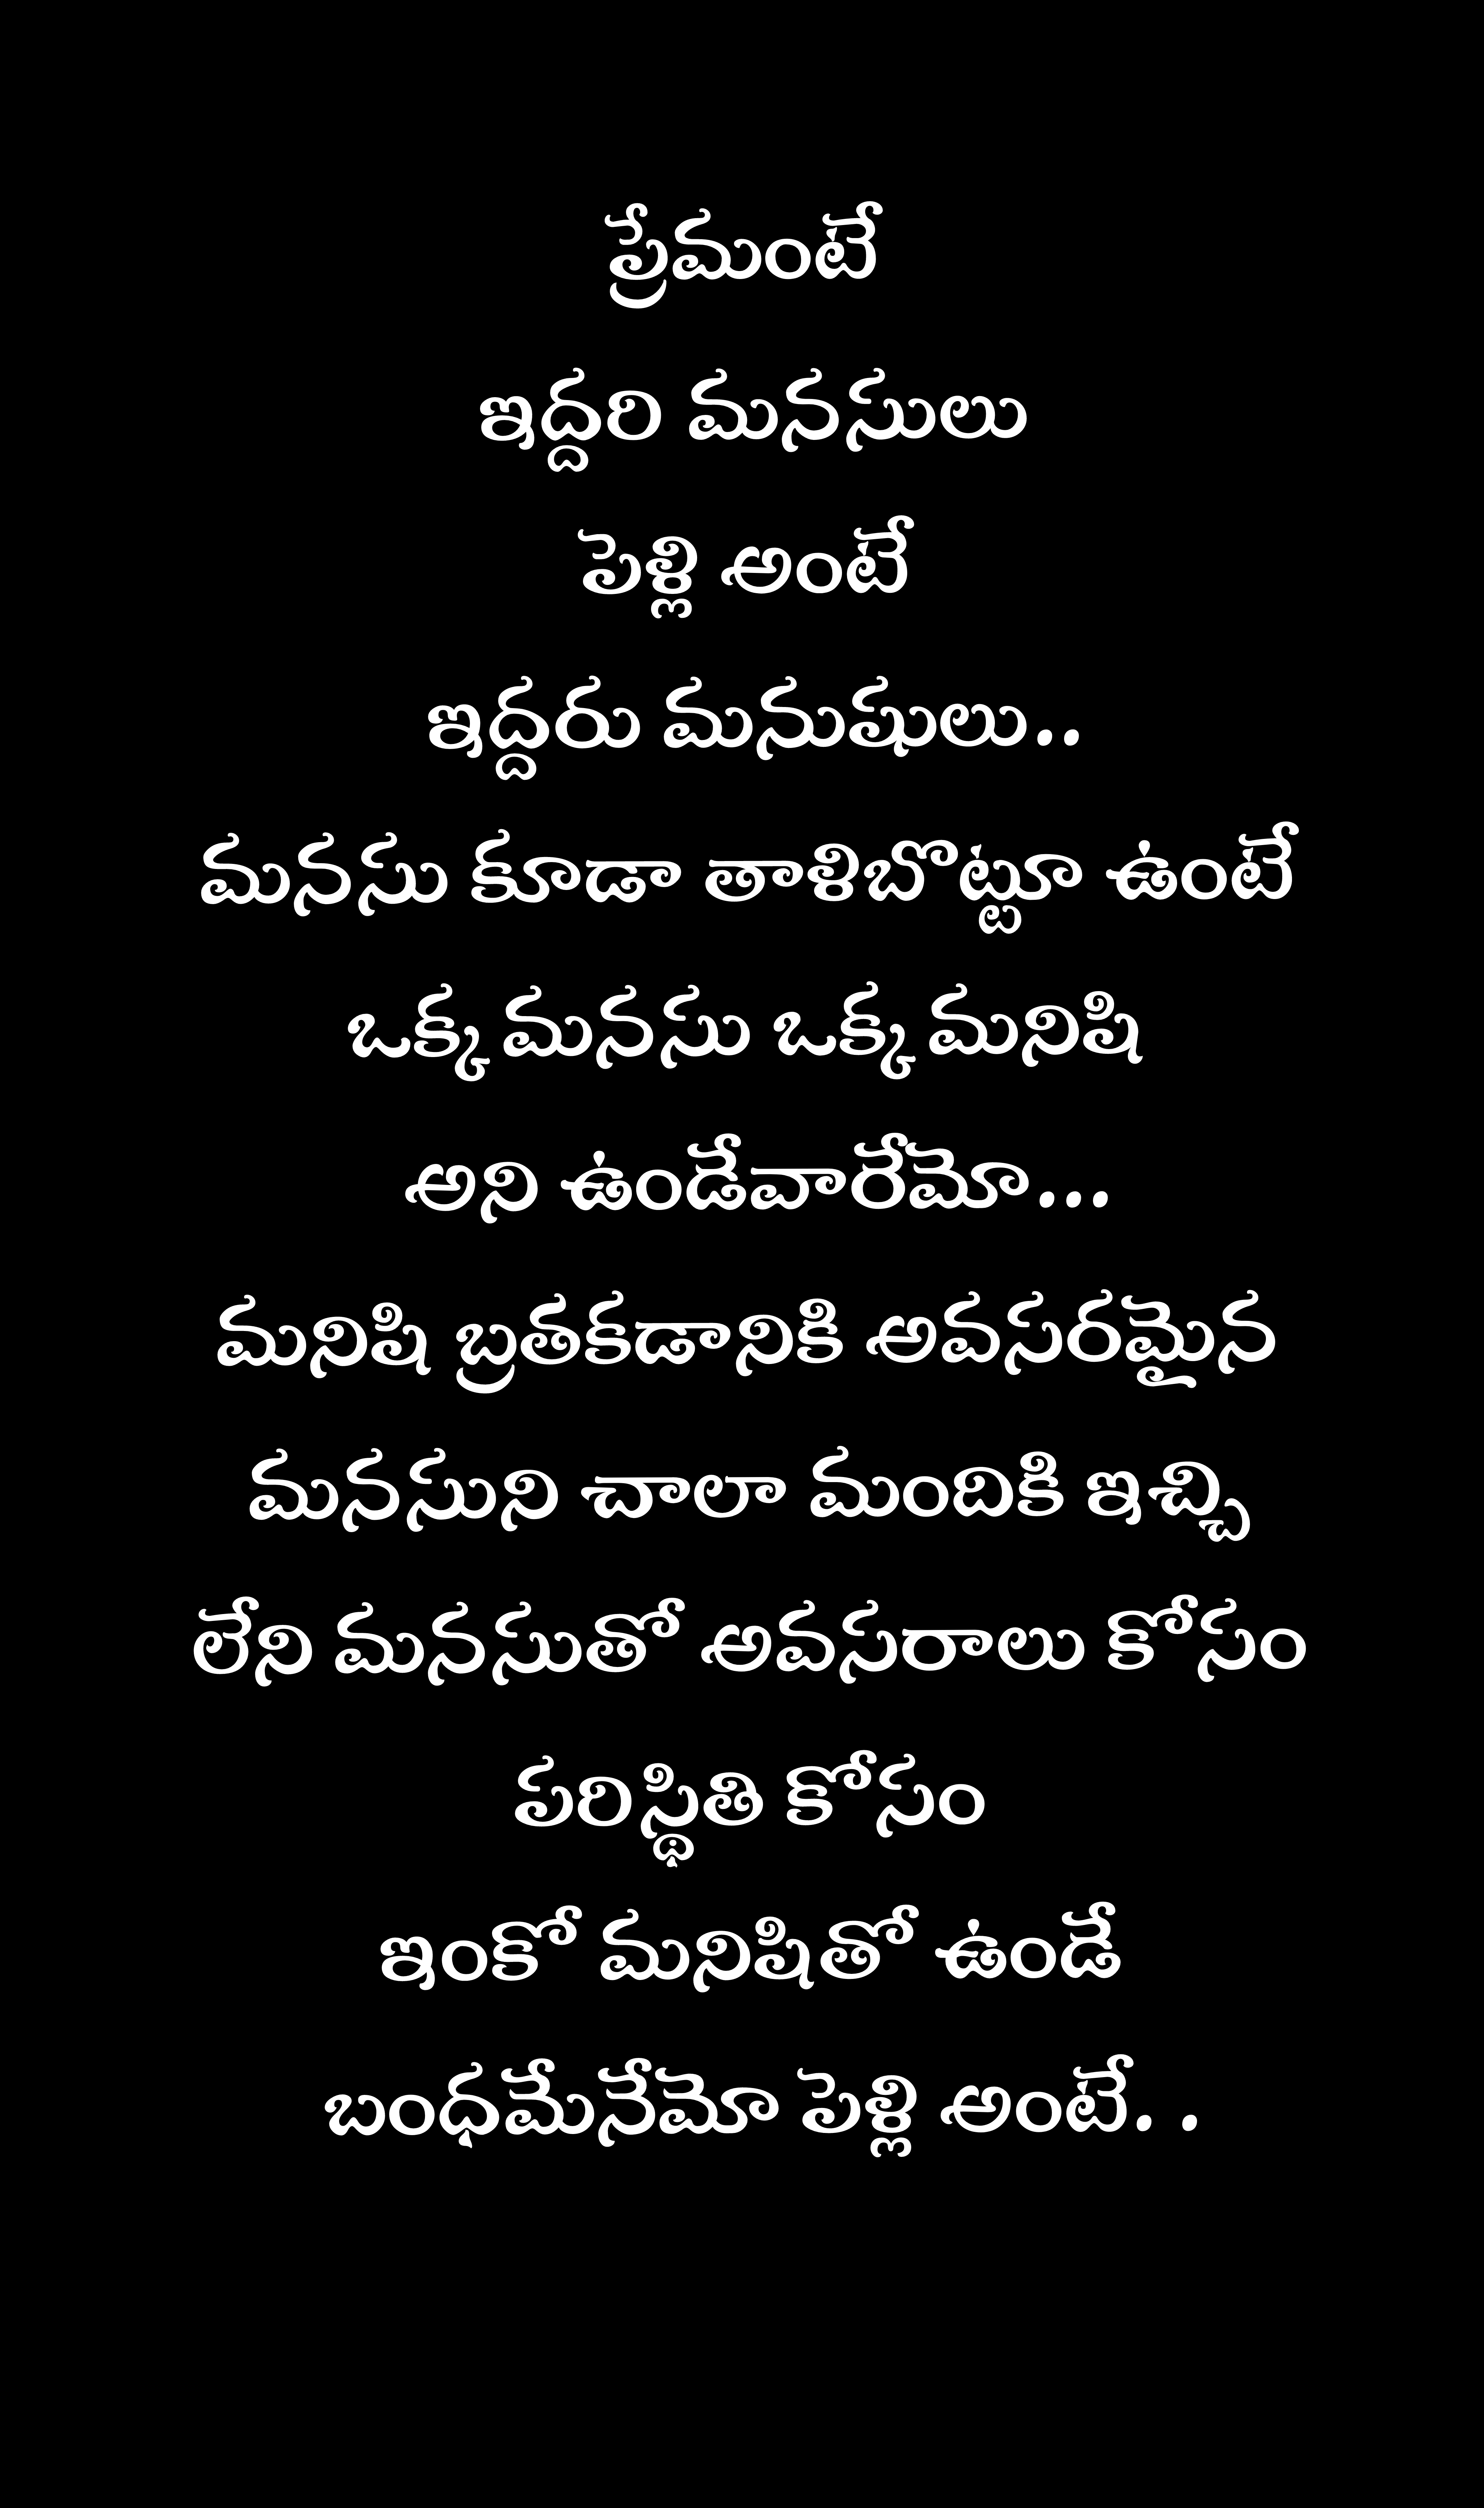 ప్రేమంటే
ఇద్దరి మనసులు
పెళ్లి అంటే
ఇద్దరు మనుషులు..
మనసు కూడా తాళిబొట్టులా ఉంటే
ఒక్క మనసు ఒక్క మనిషి
అని ఉండేవారేమో...
మనిషి బ్రతకడానికి అవసరమైన
మనసుని చాలా మందికి ఇచ్చి
లేని మనసుతో అవసరాలు కోసం
పరిస్థితి కోసం
ఇంకో మనిషితో ఉండే
బంధమేనేమో పెళ్లి అంటే. .